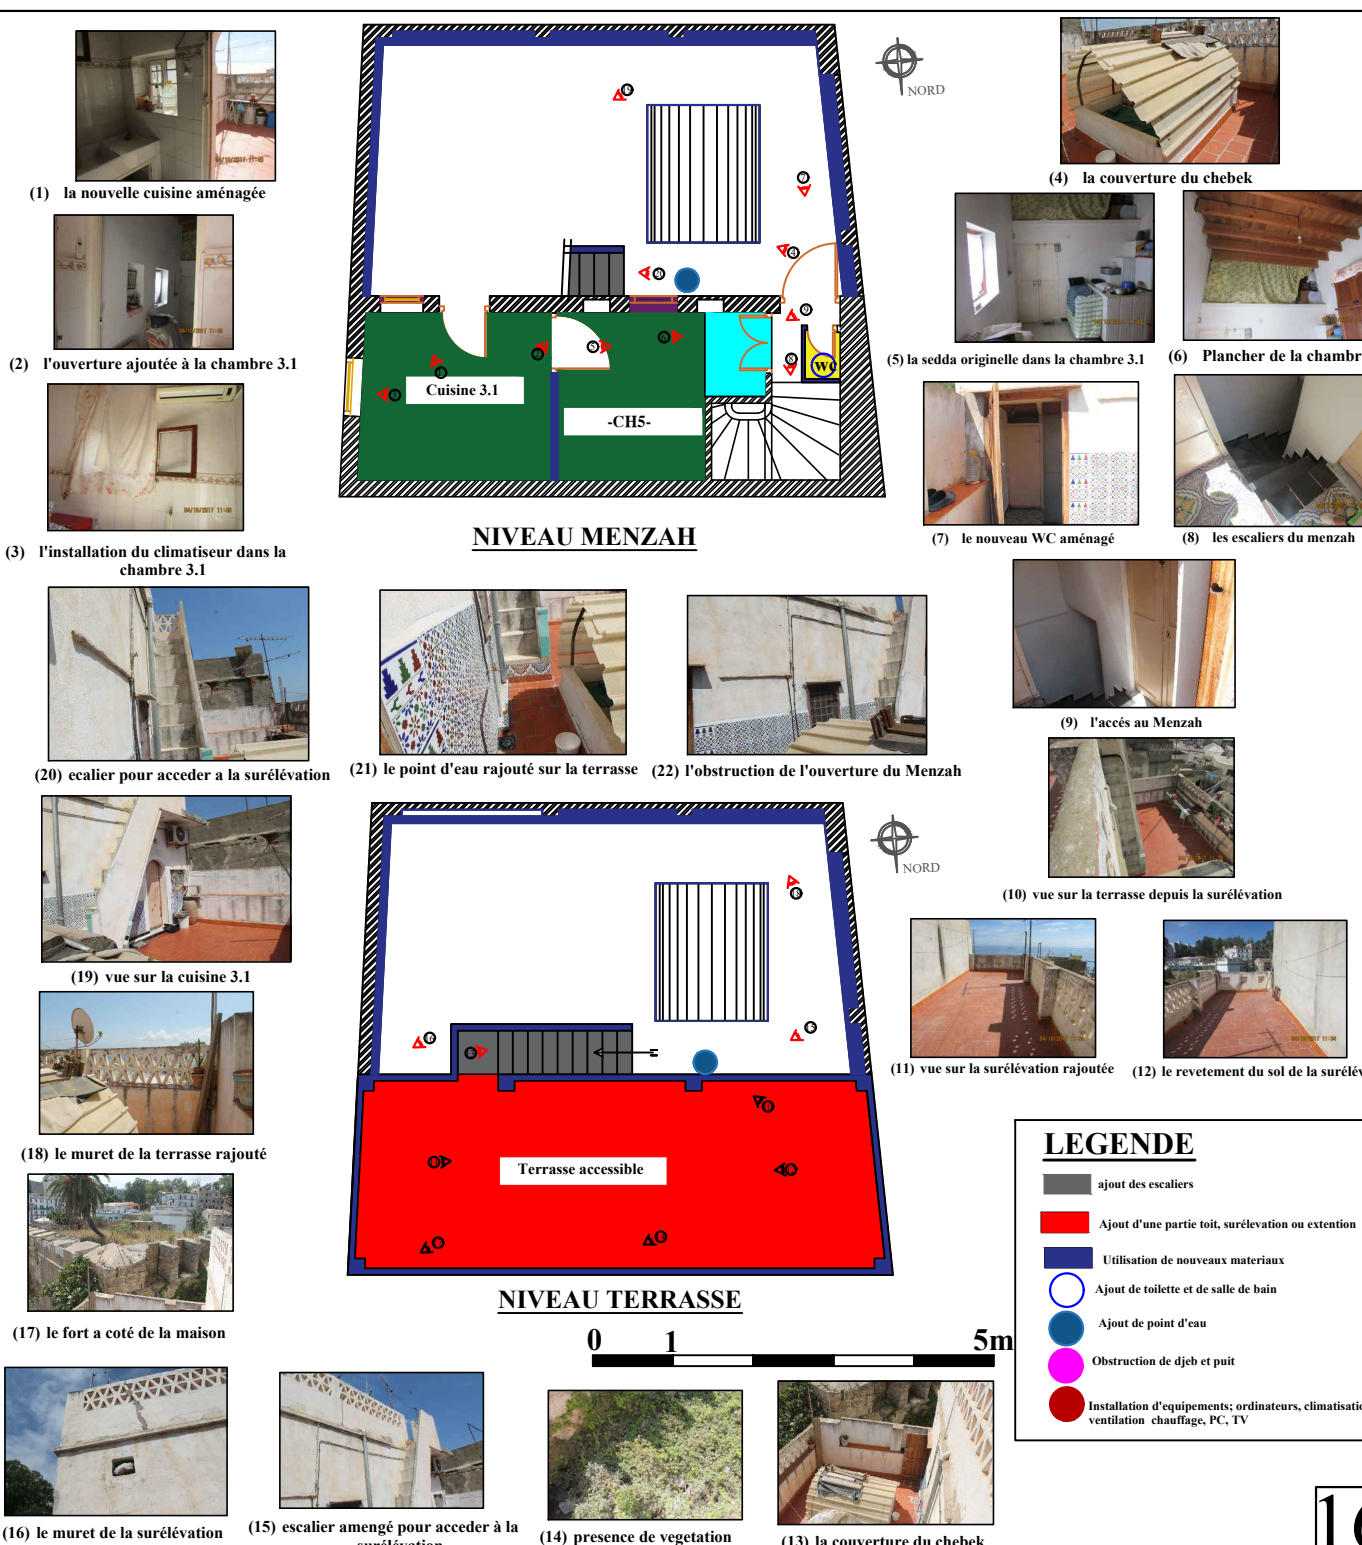 NORD
(1) la nouvelle cuisine aménagée
(4) la couverture du chebek
(2) l'ouverture ajoutée à la chambre 3.1
(5) la sedda originelle dans la chambre 3.1
(6) Plancher de la chambr
Cuisine 3.1
-CH5-
WC
(3) l'installation du climatiseur dans la
chambre 3.1
NIVEAU MENZAH
(7) le nouveau WC aménagé
(8) les escaliers du menzah
(9) l'accés au Menzah
(20) ecalier pour acceder a la surélévation
(21) le point d'eau rajouté sur la terrasse
(22) l'obstruction de l'ouverture du Menzah
NORD
(10) vue sur la terrasse depuis la surélévation
(19) vue sur la cuisine 3.1
(11) vue sur la surélévation rajoutée
(12) le revetement du sol de la surélév
(18) le muret de la terrasse rajouté
Terrasse accessible
NIVEAU TERRASSE
(17) le fort a coté de la maison
LEGENDE
ajout des escaliers
Ajout d'une partie toit, surélevation ou extention
Utilisation de nouveaux materiaux
Ajout de toilette et de salle de bain
Ajout de point d'eau
Obstruction de djeb et puit
Installation d'equipements; ordinateurs, climatisatio
ventilation chauffage, PC, TV
0 1 5m
(16) le muret de la surélévation
(15) escalier amengé pour acceder à la
surélévation
(14) presence de vegetation
(13) la couverture du chebek